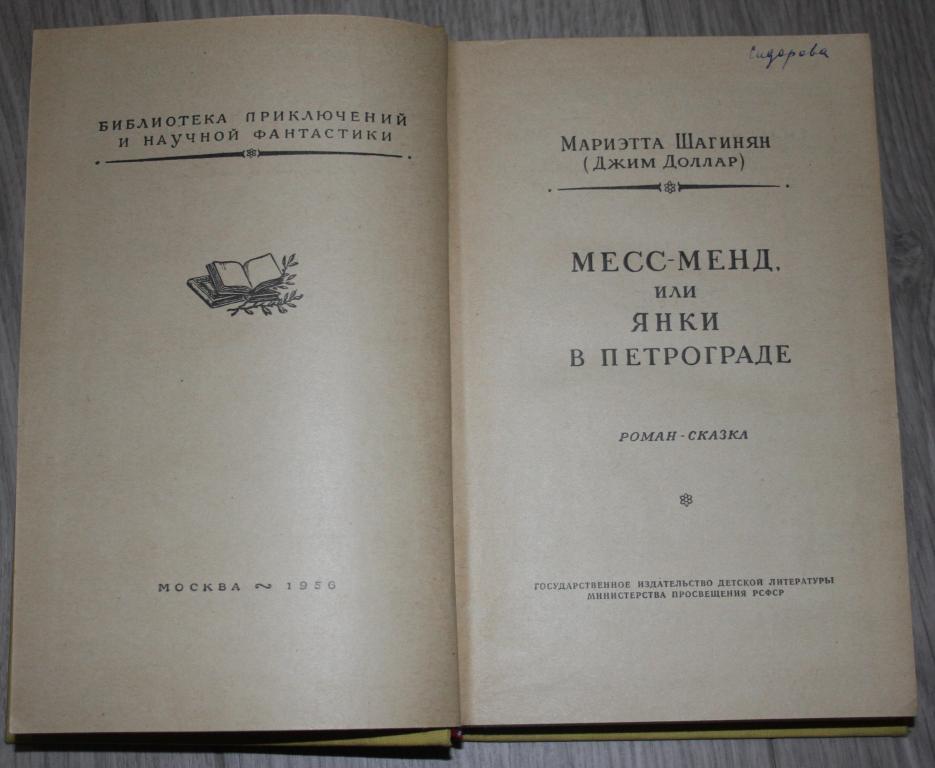 БИБЛИОТЕКА ПРИКЛЮЧЕНИЙ
И НАУЧНОЙ ФАНТАСТИКИ
МОСКВА ~ 1956
Сидорова
МАРИЭТТА ШАГИНЯН
(ДЖИМ ДОЛЛАР)
МЕСС-МЕНД,
ИЛИ
ЯНКИ
В ПЕТРОГРАДЕ
РОМАН-СКАЗКА
ГОСУДАРСТВЕННОЕ ИЗДАТЕЛЬСТВО ДЕТСКОЙ ЛИТЕРАТУРЫ
МИНИСТЕРСТВА ПРОСВЕЩЕНИЯ РСФСР